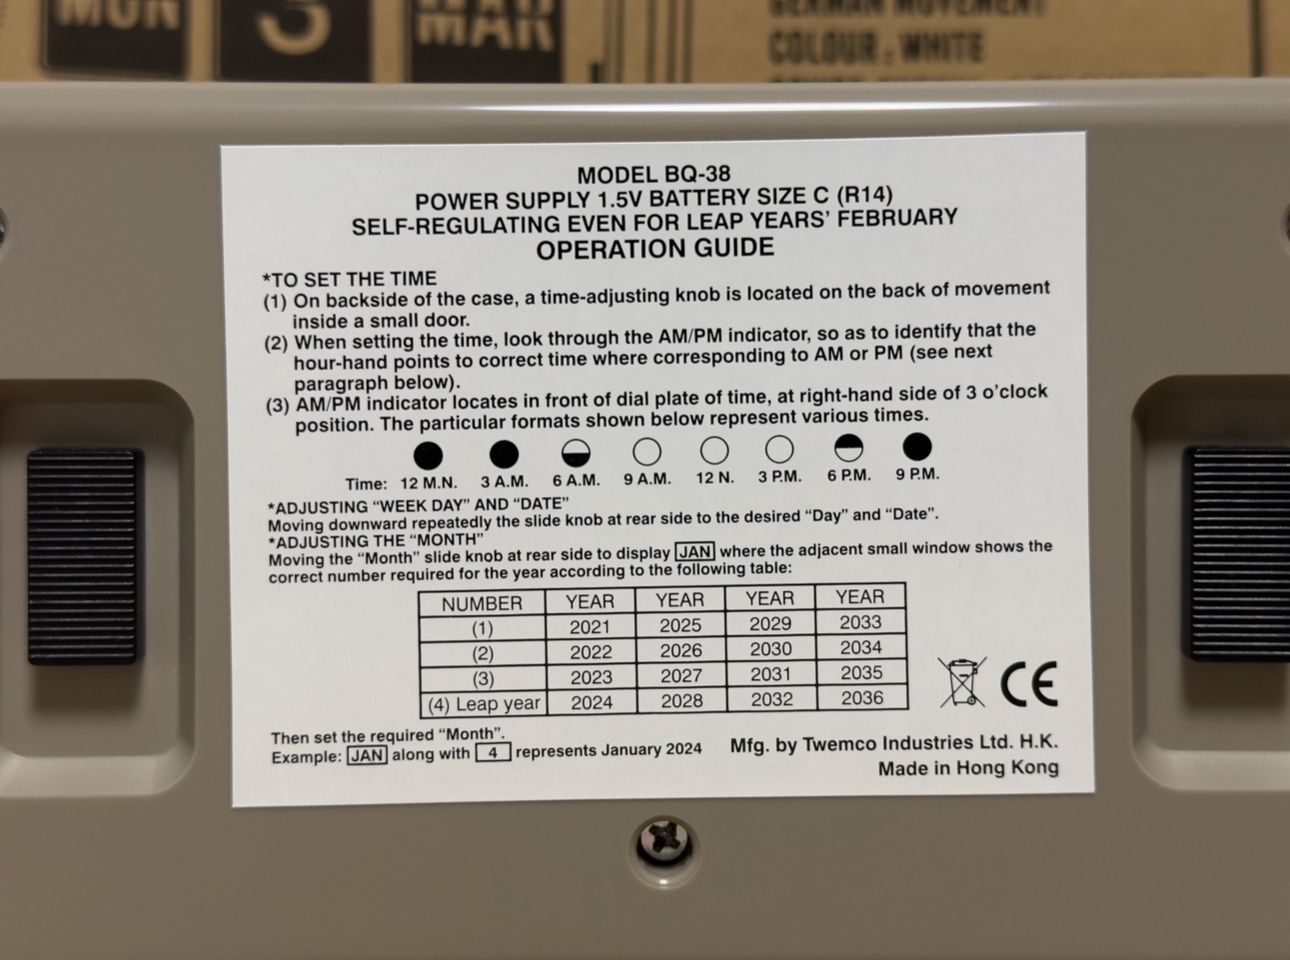 MON 3 MAR
GERMAN MOVEMENT
COLOUR: WHITE
MODEL BQ-38
POWER SUPPLY 1.5V BATTERY SIZE C (R14)
SELF-REGULATING EVEN FOR LEAP YEARS' FEBRUARY
OPERATION GUIDE
*TO SET THE TIME
(1) On backside of the case, a time-adjusting knob is located on the back of movement
inside a small door.
(2) When setting the time, look through the AM/PM indicator, so as to identify that the
hour-hand points to correct time where corresponding to AM or PM (see next
paragraph below).
(3) AM/PM indicator locates in front of dial plate of time, at right-hand side of 3 o'clock
position. The particular formats shown below represent various times.
Time: 12 M.N. 3 A.M. 6 A.M. 9 A.M. 12 N. 3 P.M. 6 P.M. 9 P.M.
*ADJUSTING "WEEK DAY" AND "DATE"
Moving downward repeatedly the slide knob at rear side to the desired "Day" and "Date".
*ADJUSTING THE "MONTH"
Moving the "Month" slide knob at rear side to display JAN where the adjacent small window shows the
correct number required for the year according to the following table:
NUMBER YEAR YEAR YEAR YEAR
(1) 2021 2025 2029 2033
(2) 2022 2026 2030 2034
(3) 2023 2027 2031 2035
(4) Leap year 2024 2028 2032 2036
CE
Then set the required "Month".
Example: JAN along with 4 represents January 2024
Mfg. by Twemco Industries Ltd. H.K.
Made in Hong Kong